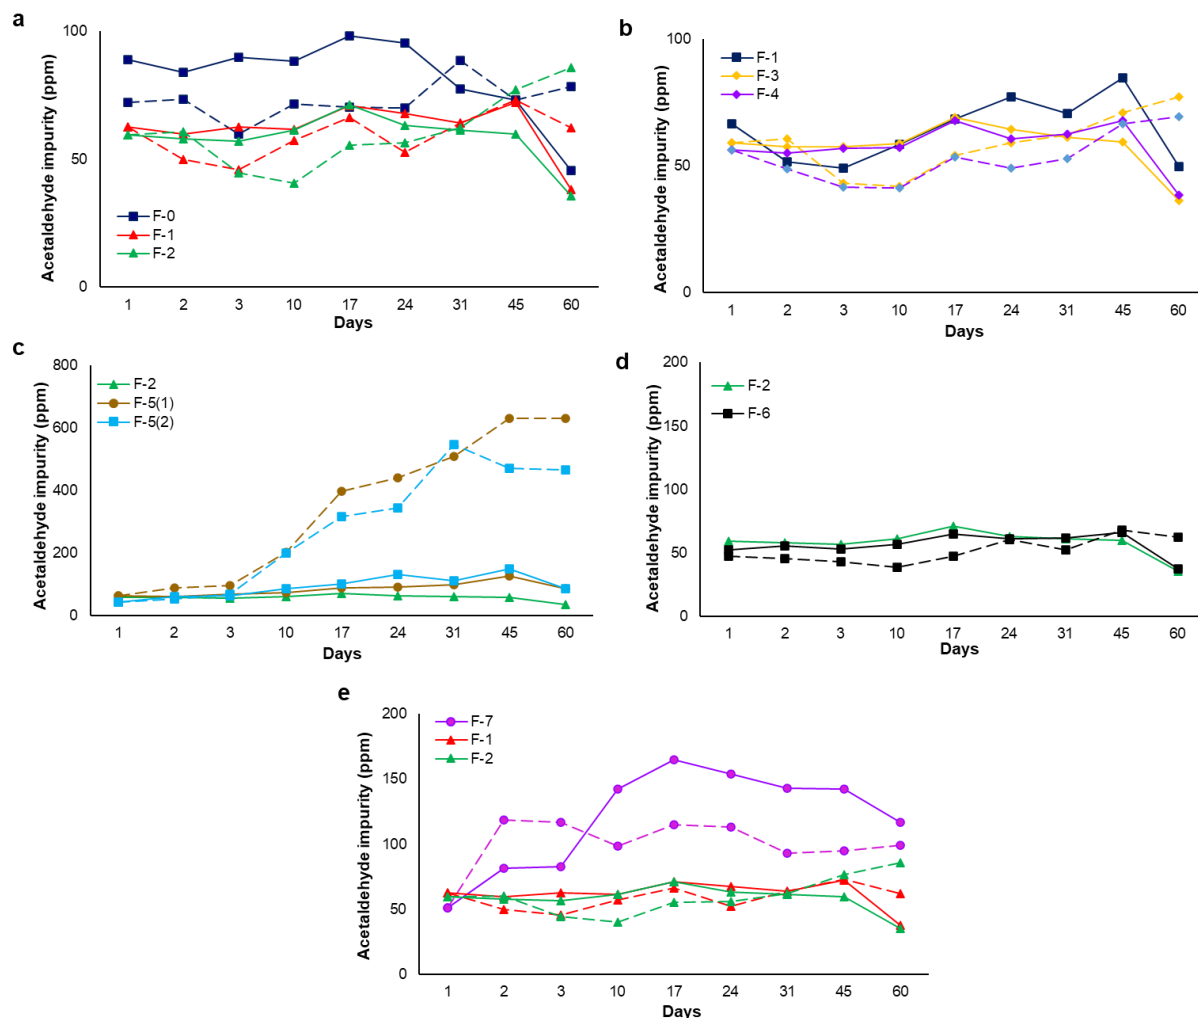 a
Acetaldehyde impurity (ppm)
100
50
0
F-0
F-1
F-2
1 2 3 10 17 24 31 45 60
Days
b
Acetaldehyde impurity (ppm)
100
50
0
F-1
F-3
F-4
1 2 3 10 17 24 31 45 60
Days
c
Acetaldehyde impurity (ppm)
800
600
400
200
0
F-2
F-5(1)
F-5(2)
1 2 3 10 17 24 31 45 60
Days
d
Acetaldehyde impurity (ppm)
200
150
100
50
0
F-2
F-6
1 2 3 10 17 24 31 45 60
Days
e
Acetaldehyde impurity (ppm)
200
150
100
50
0
F-7
F-1
F-2
1 2 3 10 17 24 31 45 60
Days